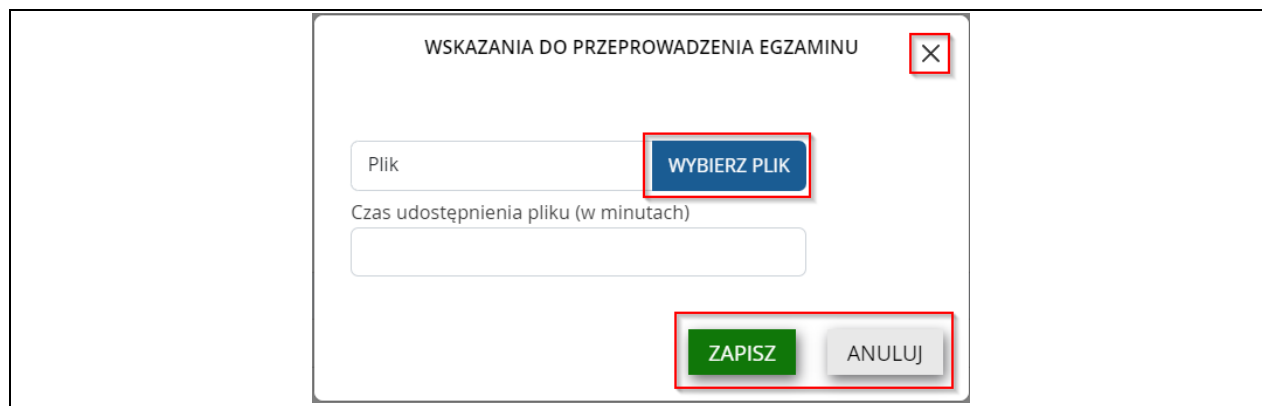 WSKAZANIA DO PRZEPROWADZENIA EGZAMINU
Plik WYBIERZ PLIK
Czas udostępnienia pliku (w minutach)
ZAPISZ ANULUJ